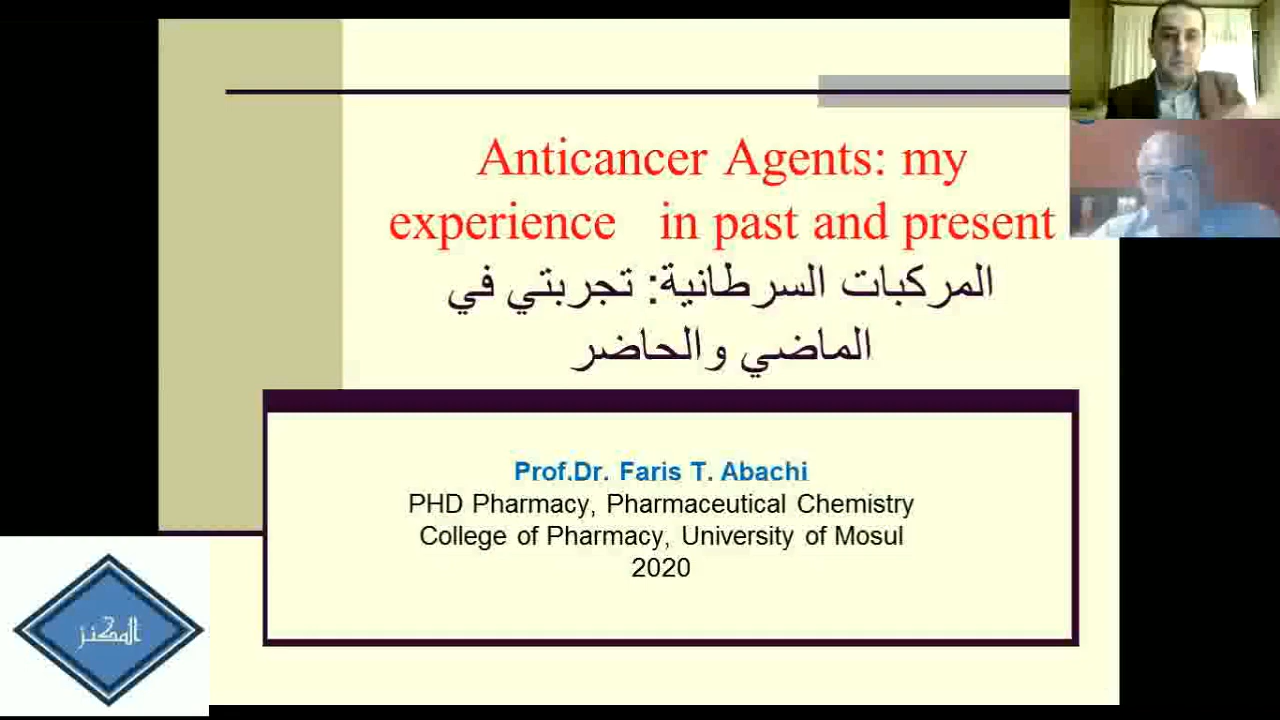 Anticancer Agents: my
experience in past and present
المركبات السرطانية: تجربتي في
الماضي والحاضر
Prof.Dr. Faris T. Abachi
PHD Pharmacy, Pharmaceutical Chemistry
College of Pharmacy, University of Mosul
2020
المكنز